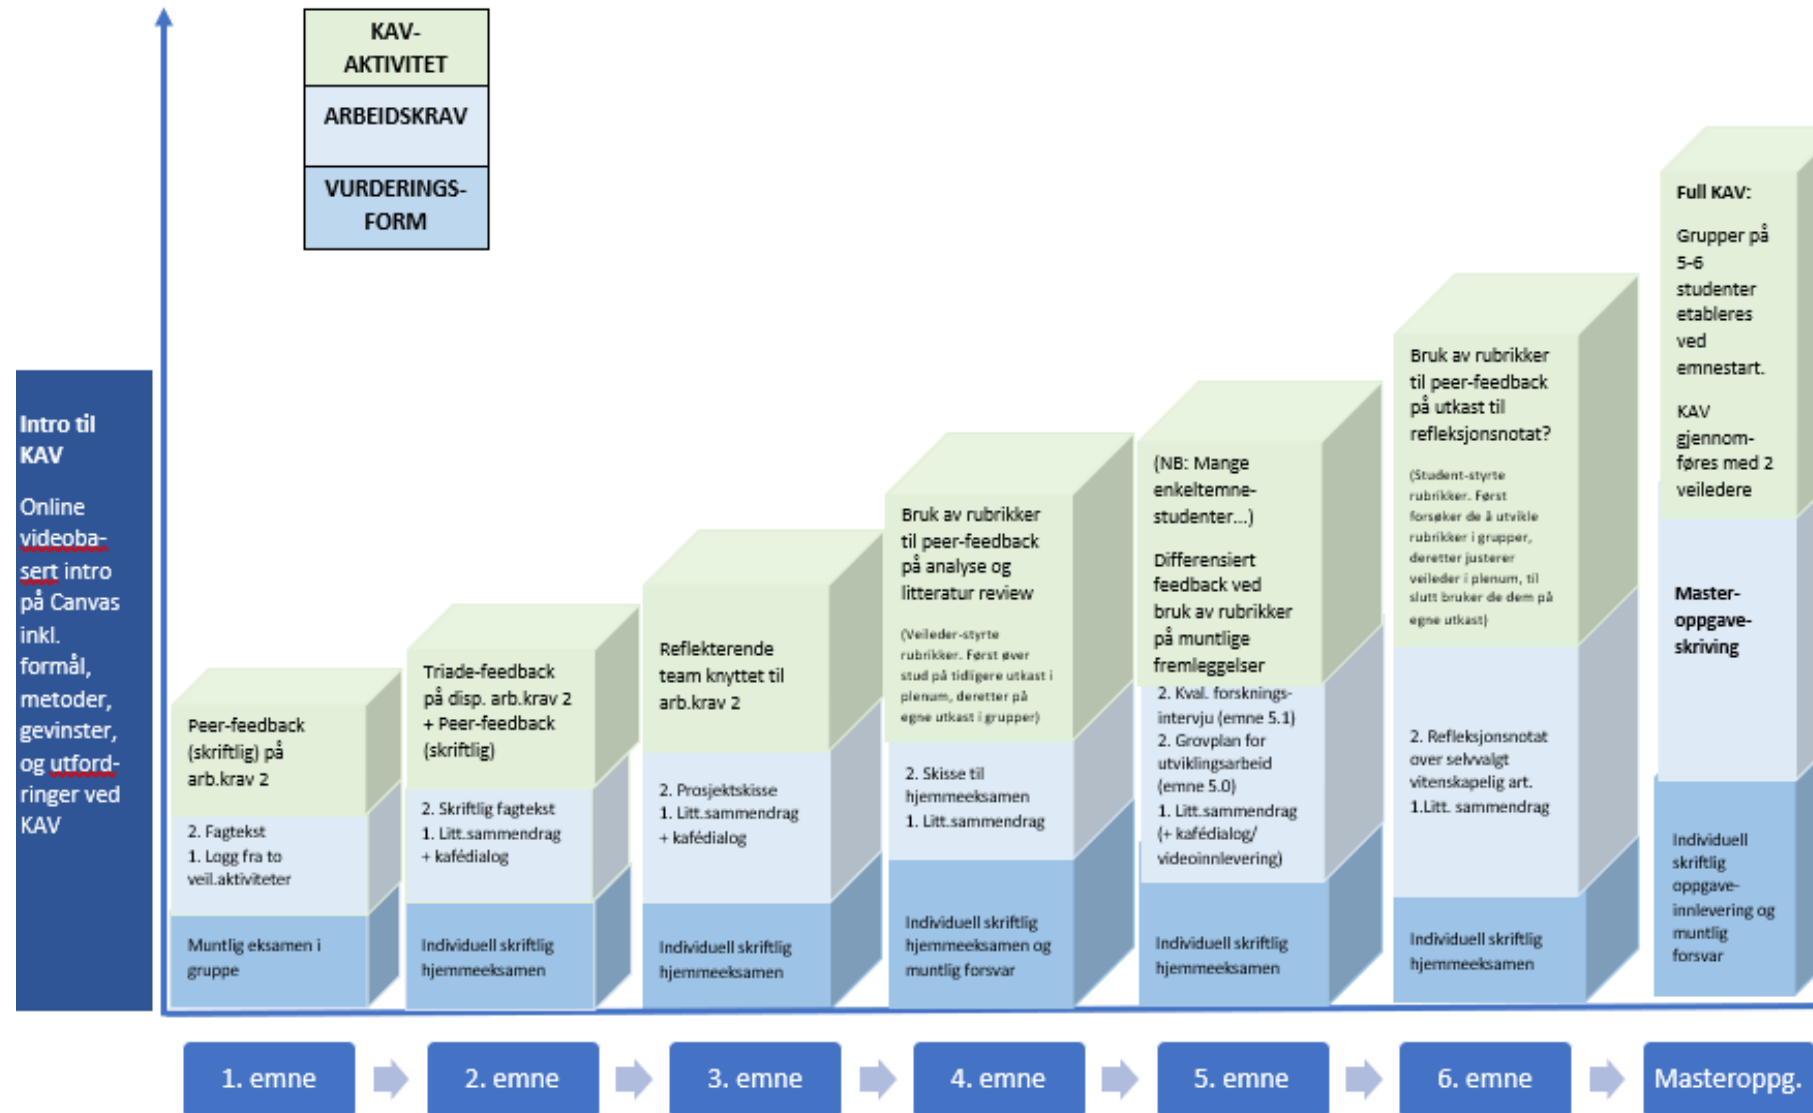 KAV-
AKTIVITET
ARBEIDSKRAV
VURDERINGS-
FORM
Intro til
KAV
Online
videoba-
sert intro
på Canvas
inkl.
formål,
metoder,
gevinster,
og utford-
ringer ved
KAV
Peer-feedback
(skriftlig) på
arb.krav 2
2. Fagtekst
1. Logg fra to
veil.aktiviteter
Muntlig eksamen i
gruppe
Triade-feedback
på disp. arb.krav 2
+ Peer-feedback
(skriftlig)
2. Skriftlig fagtekst
1. Litt.sammendrag
+ kafédialog
Individuell skriftlig
hjemmeeksamen
Reflekterende
team knyttet til
arb.krav 2
2. Prosjektskisse
1. Litt.sammendrag
+ kafédialog
Individuell skriftlig
hjemmeeksamen
Bruk av rubrikker
til peer-feedback
på analyse og
litteratur review
(Veileder-styrte
rubrikker. Først øver
stud på tidligere utkast i
plenum, deretter på
egne utkast i grupper)
2. Skisse til
hjemmeeksamen
1. Litt.sammendrag
Individuell skriftlig
hjemmeeksamen og
muntlig forsvar
(NB: Mange
enkeltemne-
studenter...)
Differensiert
feedback ved
bruk av rubrikker
på muntlige
fremleggelser
2. Kval. forsknings-
intervju (emne 5.1)
2. Grovplan for
utviklingsarbeid
(emne 5.0)
1. Litt.sammendrag
(+ kafédialog/
videoinnlevering)
Individuell skriftlig
hjemmeeksamen
Bruk av rubrikker
til peer-feedback
på utkast til
refleksjonsnotat?
(Student-styrte
rubrikker. Først
forsøker de å utvikle
rubrikker i grupper,
deretter justerer
veileder i plenum, til
slutt bruker de dem på
egne utkast)
2. Refleksjonsnotat
over selvvalgt
vitenskapelig art.
1.Litt. sammendrag
Individuell skriftlig
hjemmeeksamen
Full KAV:
Grupper på
5-6
studenter
etableres
ved
emnestart.
KAV
gjennom-
føres med 2
veiledere
Master-
oppgave-
skriving
Individuell
skriftlig
oppgave-
innlevering og
muntlig
forsvar
1. emne
2. emne
3. emne
4. emne
5. emne
6. emne
Masteroppg.